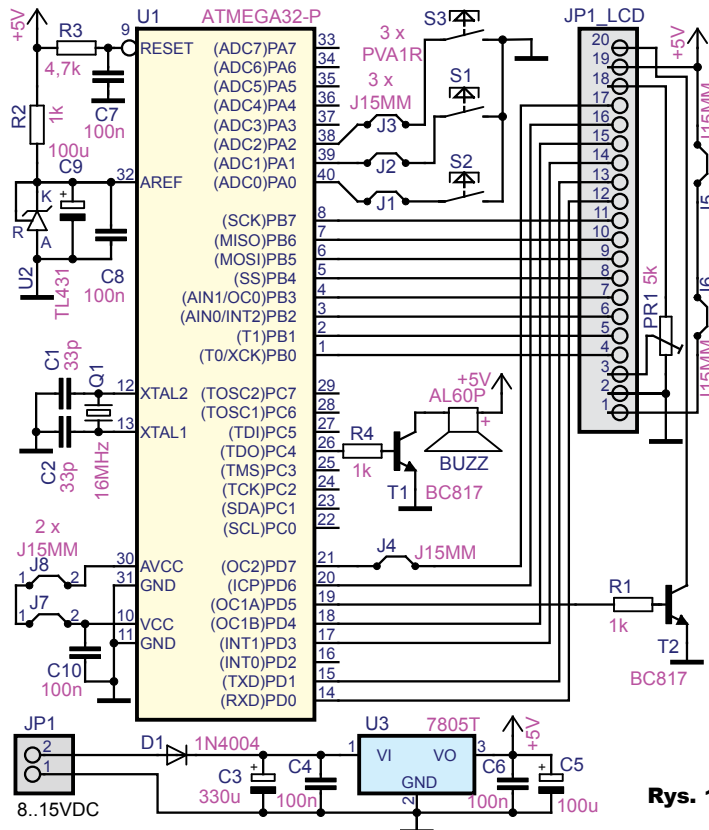 +5V
U1
ATMEGA32-P
JP1_LCD
R3
4,7k
C7
100n
R2
1k
100u
C9
K
R
A
U2
TL431
C8
100n
9
RESET
32
AREF
(ADC7)PA7
33
(ADC6)PA6
34
(ADC5)PA5
35
(ADC4)PA4
36
(ADC3)PA3
37
(ADC2)PA2
38
(ADC1)PA1
39
(ADC0)PA0
40
3 x
PVA1R
3 x
J15MM
S3
S1
S2
J3
J2
J1
(SCK)PB7
8
(MISO)PB6
7
(MOSI)PB5
6
(SS)PB4
5
(AIN1/OC0)PB3
4
(AIN0/INT2)PB2
3
(T1)PB1
2
(T0/XCK)PB0
1
20
19
18
17
16
15
14
13
12
11
10
9
8
7
6
5
4
3
2
1
+5V
J15MM
J5
J6
J15MM
PR1
5k
C1
33p
Q1
16MHz
C2
33p
12
XTAL2
13
XTAL1
(TOSC2)PC7
29
(TOSC1)PC6
28
(TDI)PC5
27
(TDO)PC4
26
(TMS)PC3
25
(TCK)PC2
24
(SDA)PC1
23
(SCL)PC0
22
R4
1k
T1
BC817
+5V
AL60P
+
BUZZ
2 x
J15MM
J8
1
2
J7
1
2
C10
100n
30
AVCC
31
GND
10
VCC
11
GND
(OC2)PD7
21
(ICP)PD6
20
(OC1A)PD5
19
(OC1B)PD4
18
(INT1)PD3
17
(INT0)PD2
16
(TXD)PD1
15
(RXD)PD0
14
J4
J15MM
R1
1k
T2
BC817
JP1
2
1
8..15VDC
D1
1N4004
C3
330u
C4
100n
U3
7805T
1
VI
VO
3
GND
2
+5V
C6
100n
C5
100u
Rys. 1